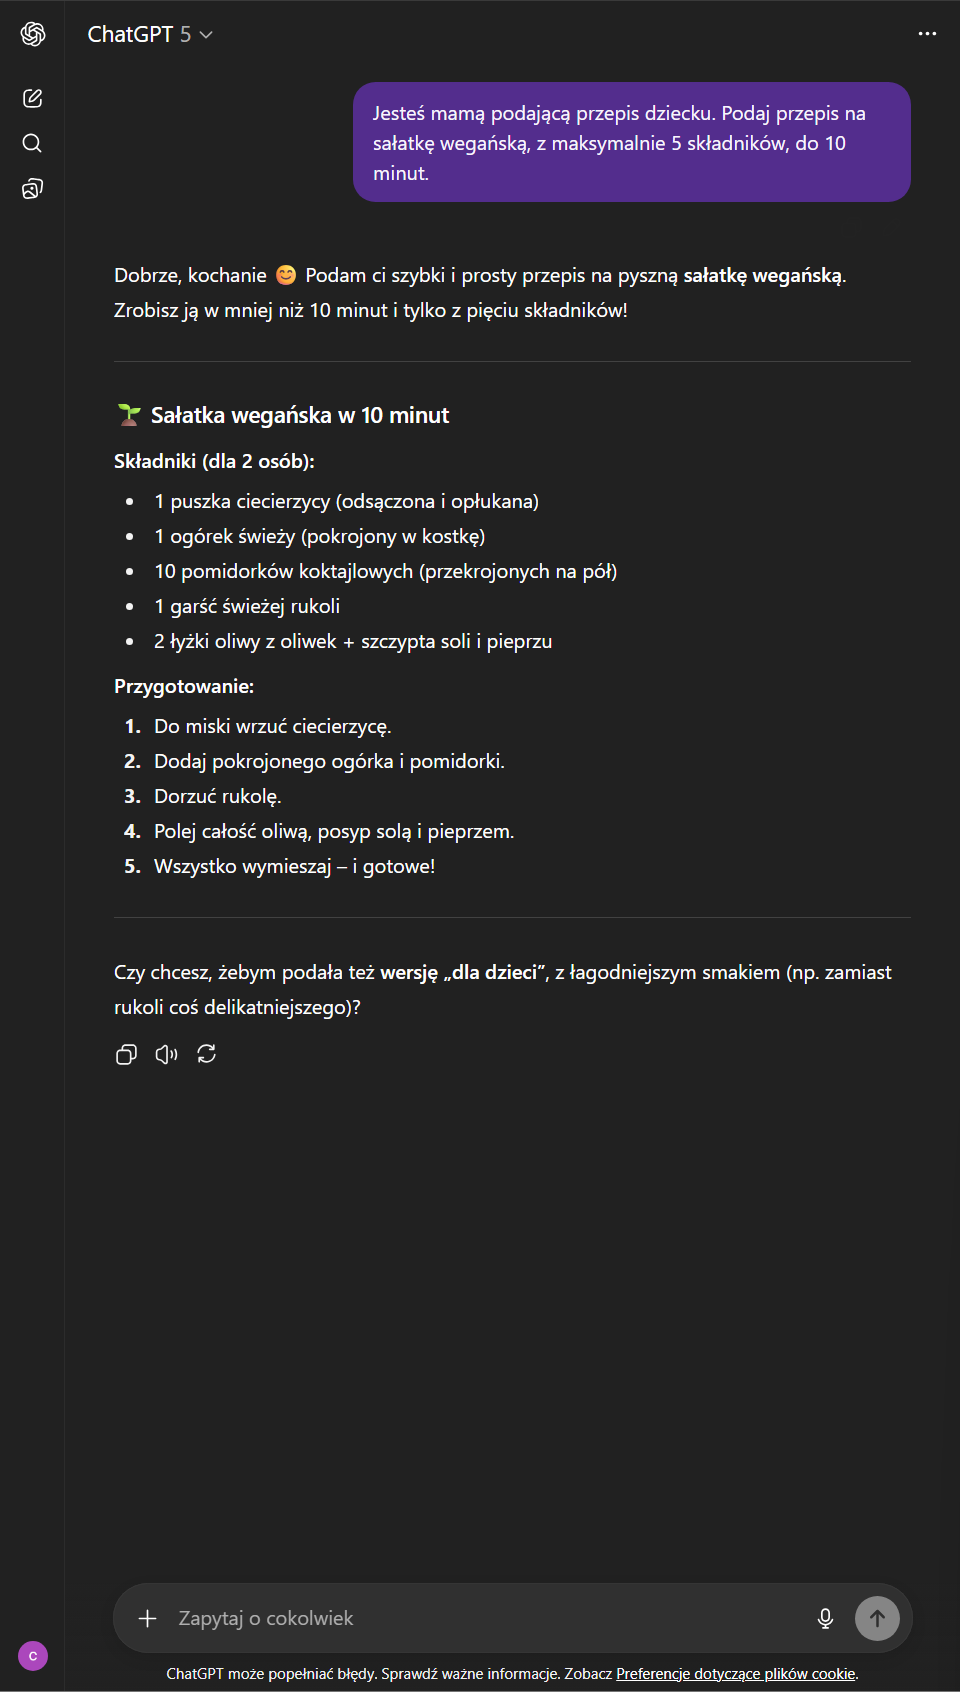 ChatGPT 5
Jesteś mamą podającą przepis dziecku. Podaj przepis na
sałatkę wegańską, z maksymalnie 5 składników, do 10
minut.
Dobrze, kochanie 😊 Podam ci szybki i prosty przepis na pyszną sałatkę wegańską.
Zrobisz ją w mniej niż 10 minut i tylko z pięciu składników!
🌱 Sałatka wegańska w 10 minut
Składniki (dla 2 osób):
• 1 puszka ciecierzycy (odsączona i opłukana)
• 1 ogórek świeży (pokrojony w kostkę)
• 10 pomidorków koktajlowych (przekrojonych na pół)
• 1 garść świeżej rukoli
• 2 łyżki oliwy z oliwek + szczypta soli i pieprzu
Przygotowanie:
1. Do miski wrzuć ciecierzycę.
2. Dodaj pokrojonego ogórka i pomidorki.
3. Dorzuć rukolę.
4. Polej całość oliwą, posyp solą i pieprzem.
5. Wszystko wymieszaj – i gotowe!
Czy chcesz, żebym podała też wersję „dla dzieci”, z łagodniejszym smakiem (np. zamiast
rukoli coś delikatniejszego)?
Zapytaj o cokolwiek
C
ChatGPT może popełniać błędy. Sprawdź ważne informacje. Zobacz Preferencje dotyczące plików cookie.